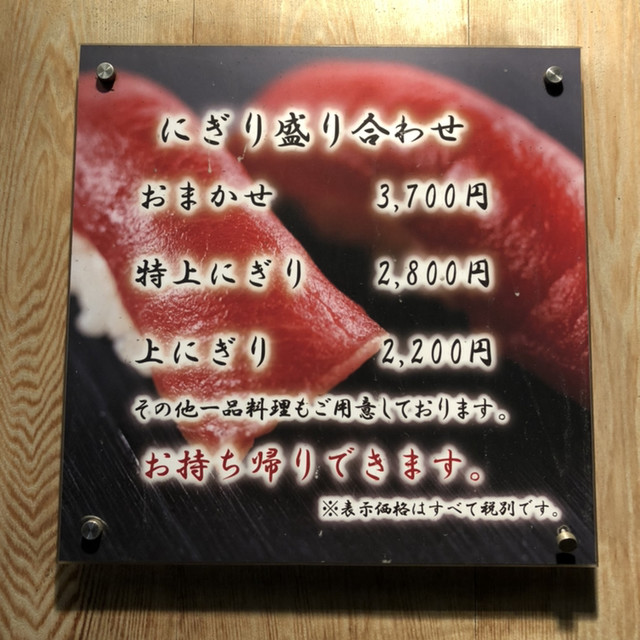 にぎり盛り合わせ
おまかせ 3,700円
特上にぎり 2,800円
上にぎり 2,200円
その他一品料理もご用意しております。
お持ち帰りできます。
※表示価格はすべて税別です。